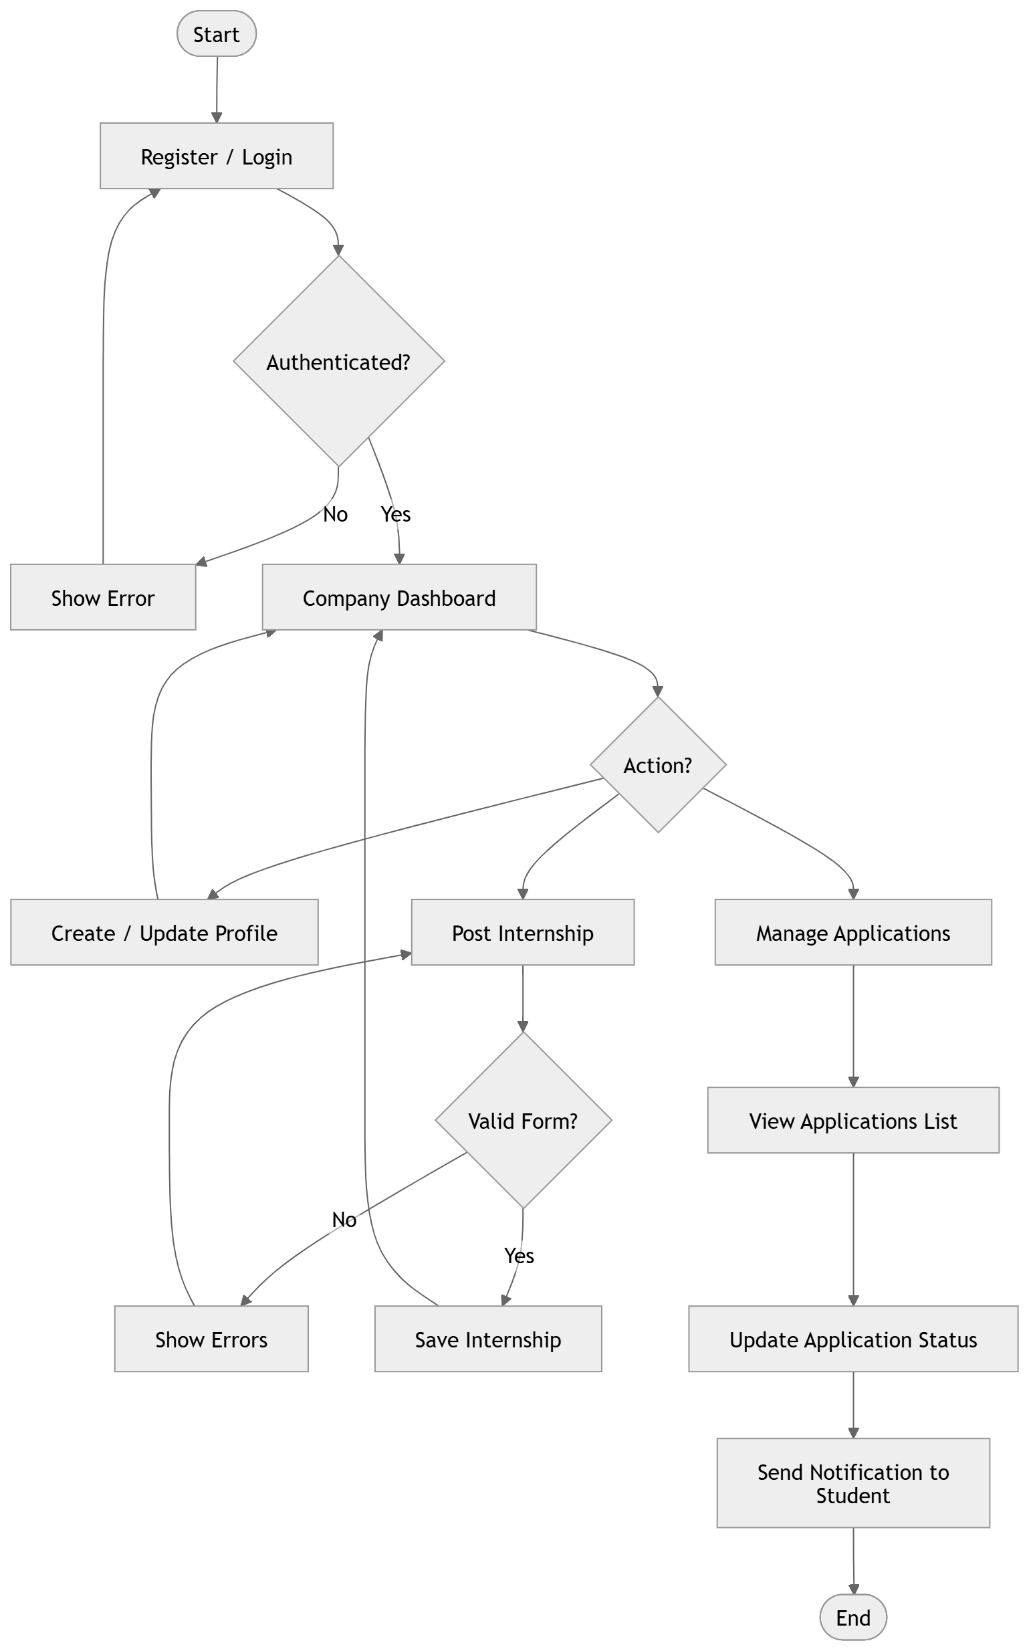 Start
Register / Login
Authenticated?
No
Yes
Show Error
Company Dashboard
Action?
Create / Update Profile
Post Internship
Manage Applications
Valid Form?
View Applications List
No
Yes
Show Errors
Save Internship
Update Application Status
Send Notification to
Student
End